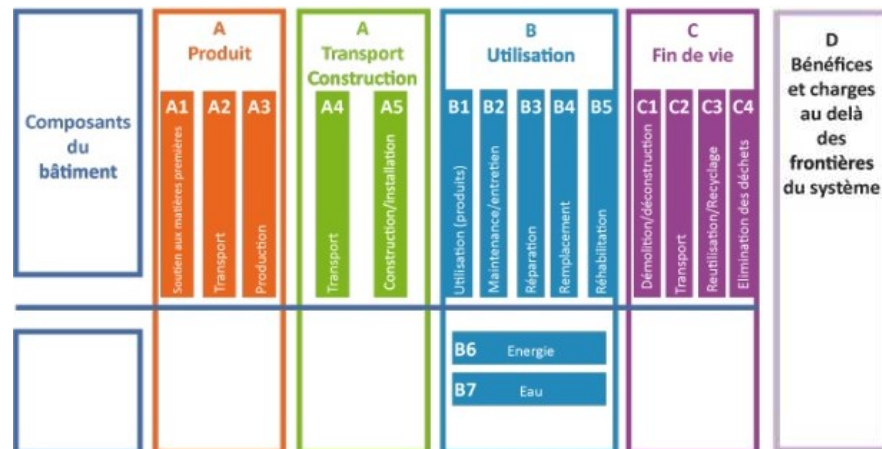 Composants
du
bâtiment
A
Produit
A1
Soutien aux matières premières
A2
Transport
A3
Production
A
Transport
Construction
A4
Transport
A5
Construction/installation
B
Utilisation
B1
Utilisation (produits)
B2
Maintenance/entretien
B3
Réparation
B4
Remplacement
B5
Réhabilitation
B6 Energie
B7 Eau
C
Fin de vie
C1
Démolition/déconstruction
C2
Transport
C3
Reutilisation/Recyclage
C4
Elimination des déchets
D
Bénéfices
et charges
au delà
des
frontières
du système